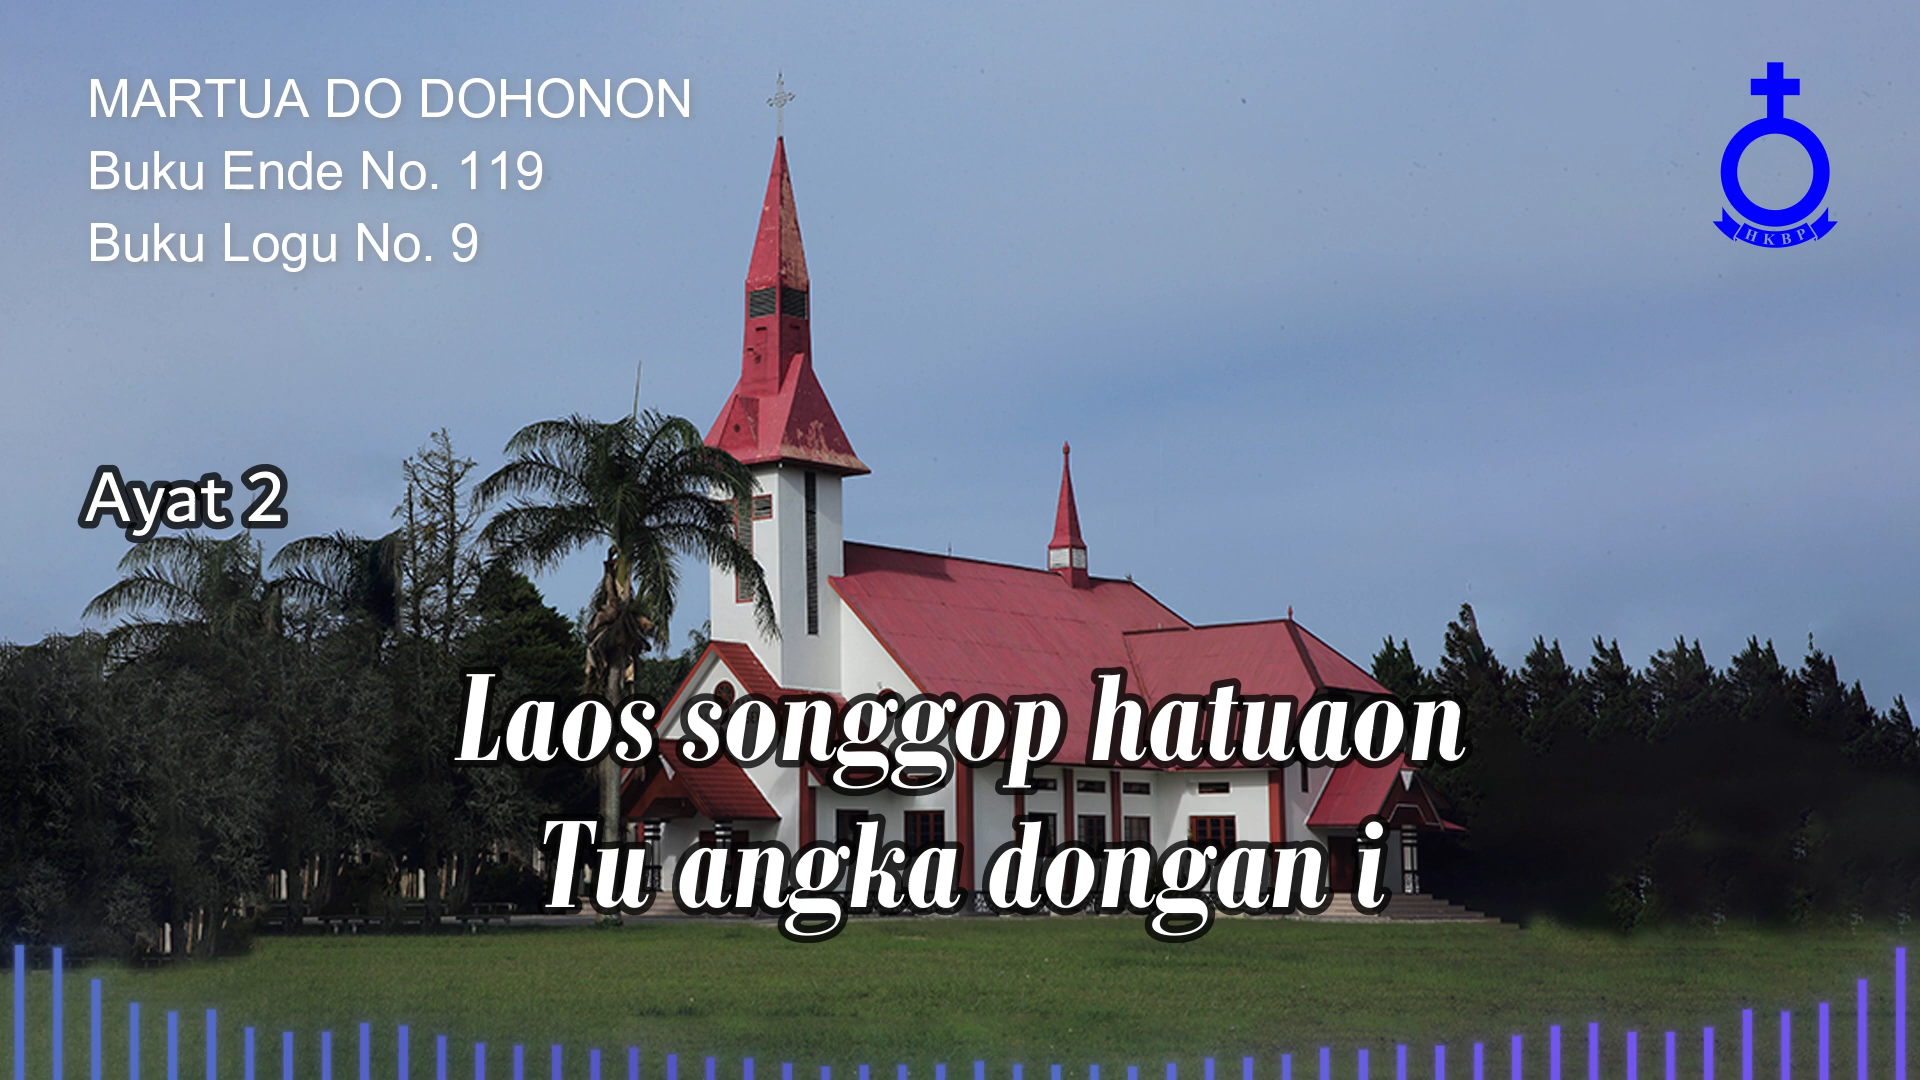 MARTUA DO DOHONON
Buku Ende No. 119
Buku Logu No. 9
HKBP
Ayat 2
Laos songgop hatuaon
Tu angka dongan i